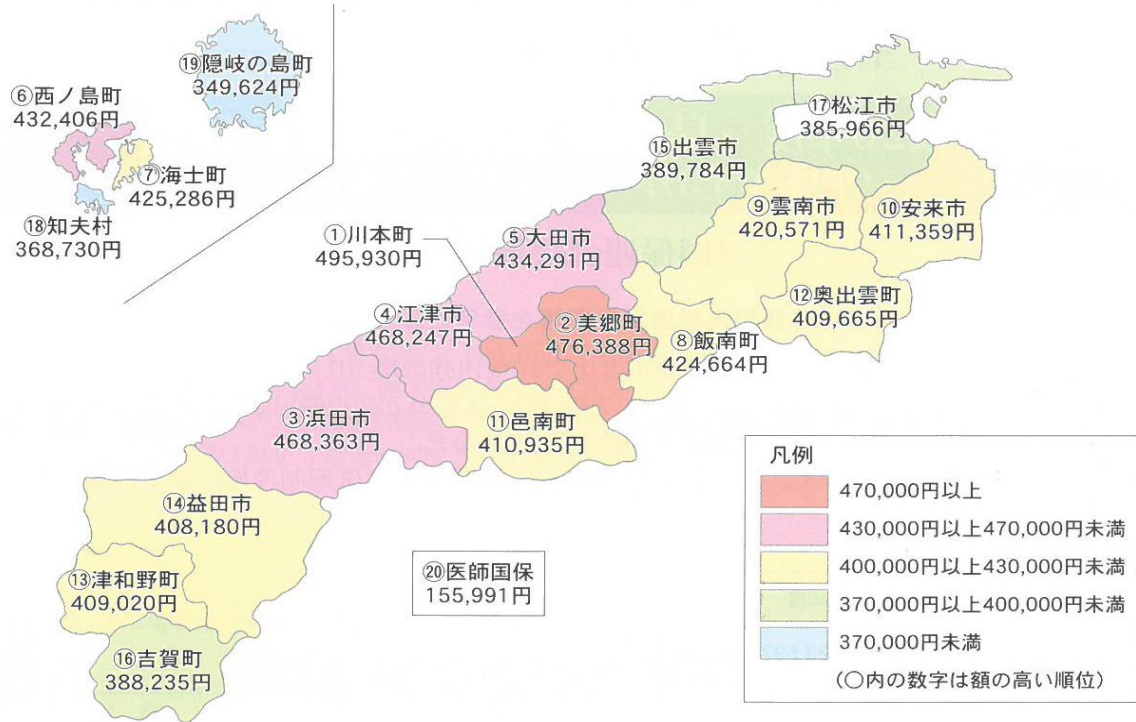 ⑲隠岐の島町
349,624円
⑥西ノ島町
432,406円
⑦海士町
425,286円
⑱知夫村
368,730円
⑰松江市
385,966円
⑮出雲市
389,784円
⑨雲南市
420,571円
⑩安来市
411,359円
①川本町
495,930円
⑤大田市
434,291円
⑫奥出雲町
409,665円
④江津市
468,247円
②美郷町
476,388円
⑧飯南町
424,664円
③浜田市
468,363円
⑪邑南町
410,935円
⑭益田市
408,180円
⑬津和野町
409,020円
⑯吉賀町
388,235円
⑳医師国保
155,991円
凡例
470,000円以上
430,000円以上470,000円未満
400,000円以上430,000円未満
370,000円以上400,000円未満
370,000円未満
(○内の数字は額の高い順位)